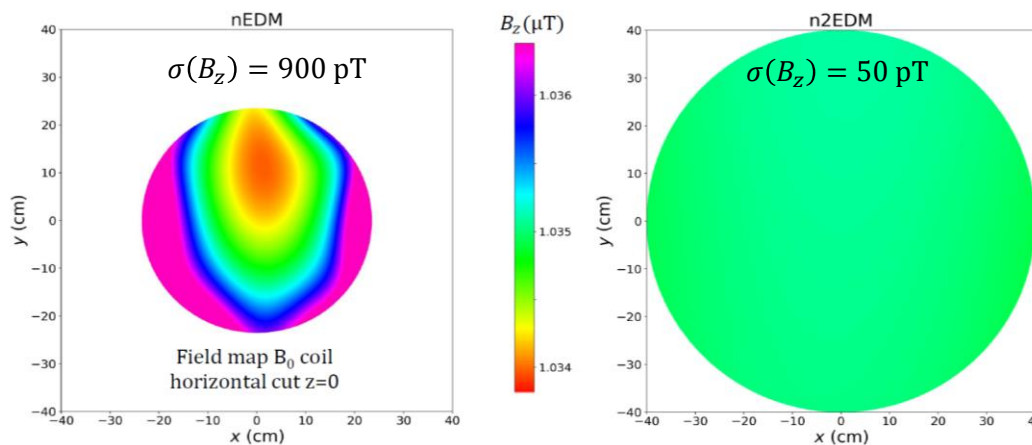 nEDM
σ(B_z) = 900 pT
40
30
20
10
0
−10
−20
−30
−40
y (cm)
Field map B₀ coil
horizontal cut z=0
−40 −30 −20 −10 0 10 20 30 40
x (cm)
B_z(μT)
1.036
1.035
1.034
n2EDM
σ(B_z) = 50 pT
40
30
20
10
0
−10
−20
−30
−40
y (cm)
−40 −30 −20 −10 0 10 20 30 40
x (cm)